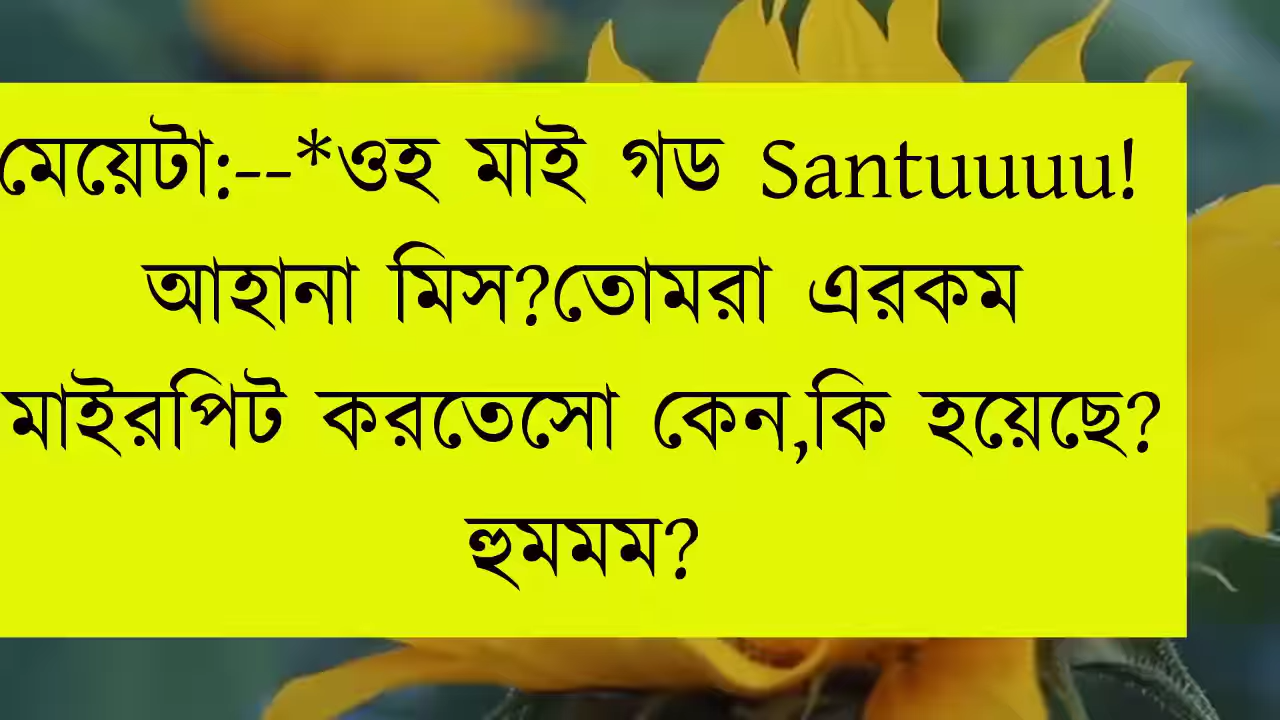 মেয়েটা:--*ওহ মাই গড Santuuuu!
আহানা মিস?তোমরা এরকম
মাইরপিট করতেসো কেন,কি হয়েছে?
হুমমম?